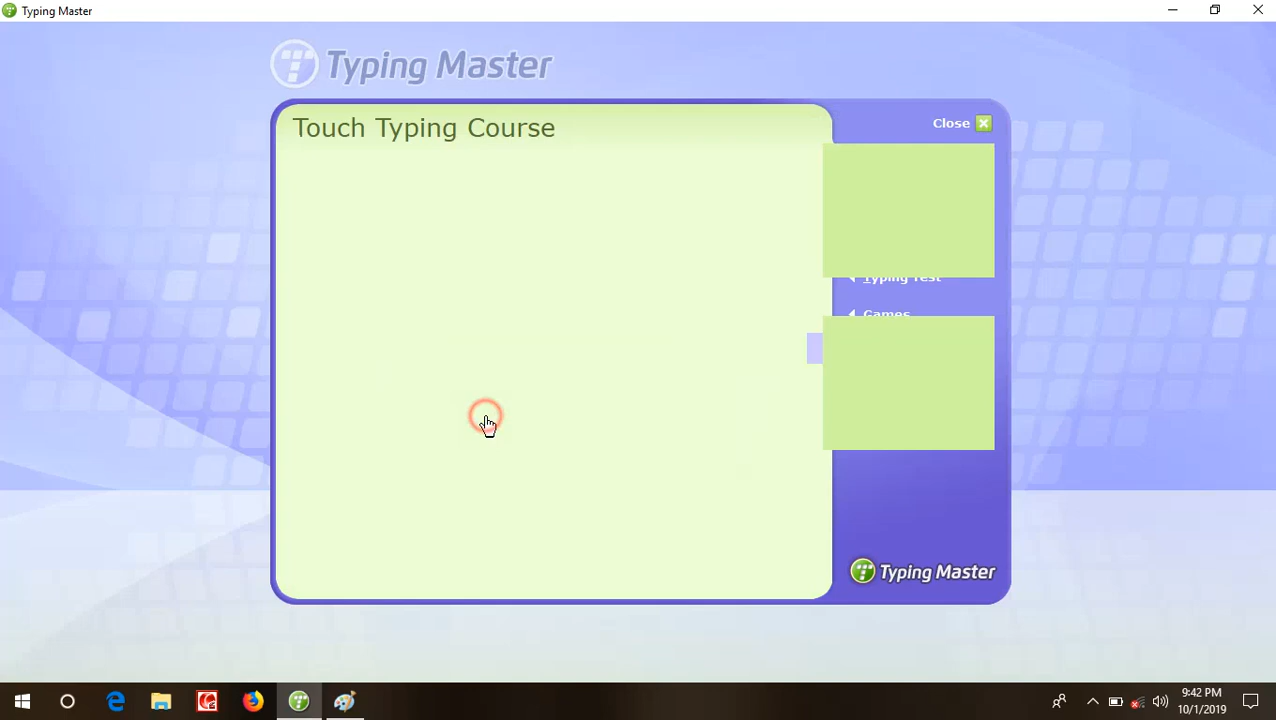 Typing Master
Typing Master
Touch Typing Course
Close
Typing Test
Games
Typing Master
9:42 PM
10/1/2019